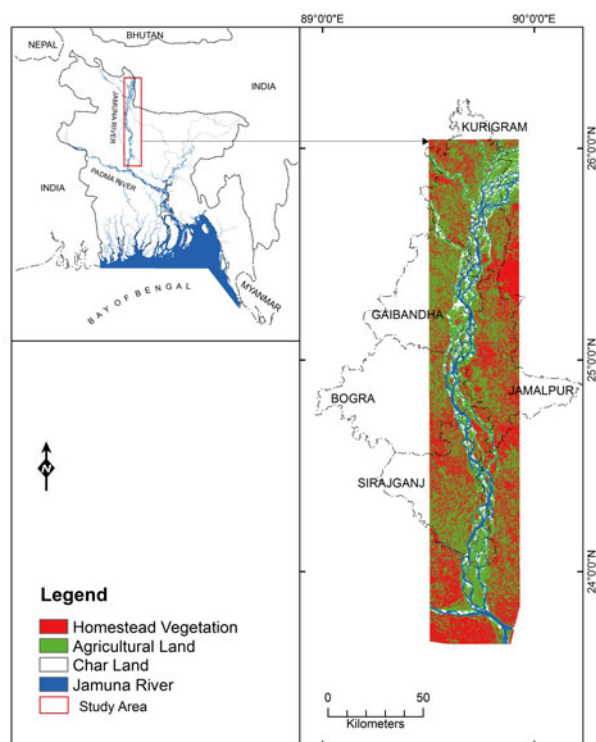 89°0'0"E
90°0'0"E
NEPAL
BHUTAN
INDIA
JAMUNA RIVER
PADMA RIVER
INDIA
MYANMAR
BAY OF BENGAL
KURIGRAM
26°0'0"N
GAIBANDHA
25°0'0"N
BOGRA
JAMALPUR
SIRAJGANJ
24°0'0"N
N
Legend
Homestead Vegetation
Agricultural Land
Char Land
Jamuna River
Study Area
0
50
Kilometers